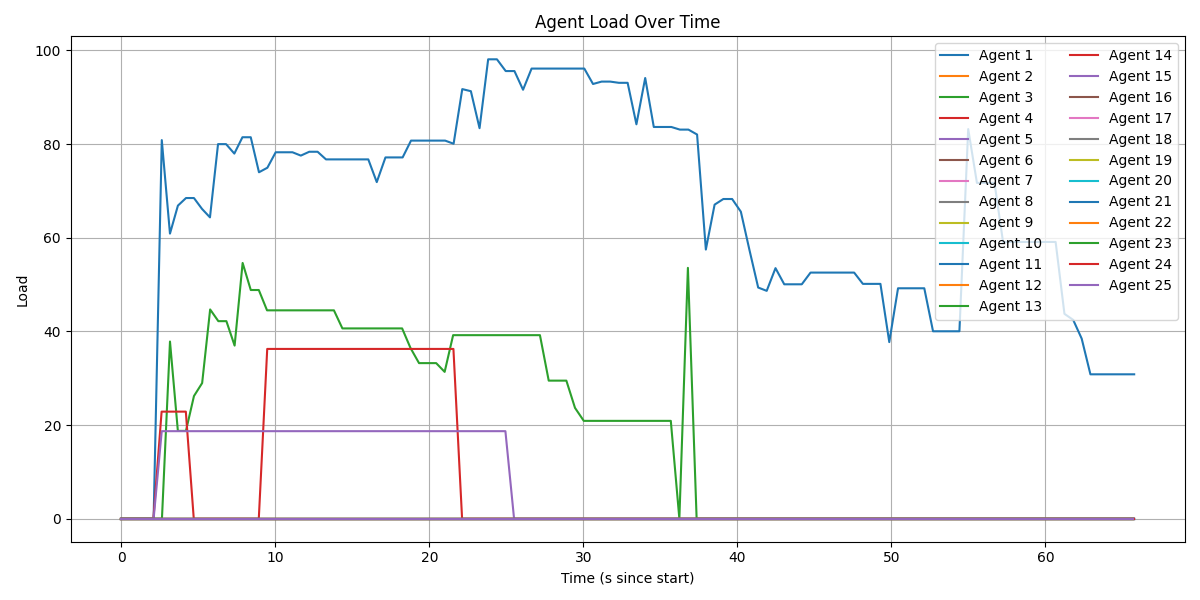 Agent Load Over Time
Load
100
80
60
40
20
0
0 10 20 30 40 50 60
Time (s since start)
Agent 1
Agent 2
Agent 3
Agent 4
Agent 5
Agent 6
Agent 7
Agent 8
Agent 9
Agent 10
Agent 11
Agent 12
Agent 13
Agent 14
Agent 15
Agent 16
Agent 17
Agent 18
Agent 19
Agent 20
Agent 21
Agent 22
Agent 23
Agent 24
Agent 25